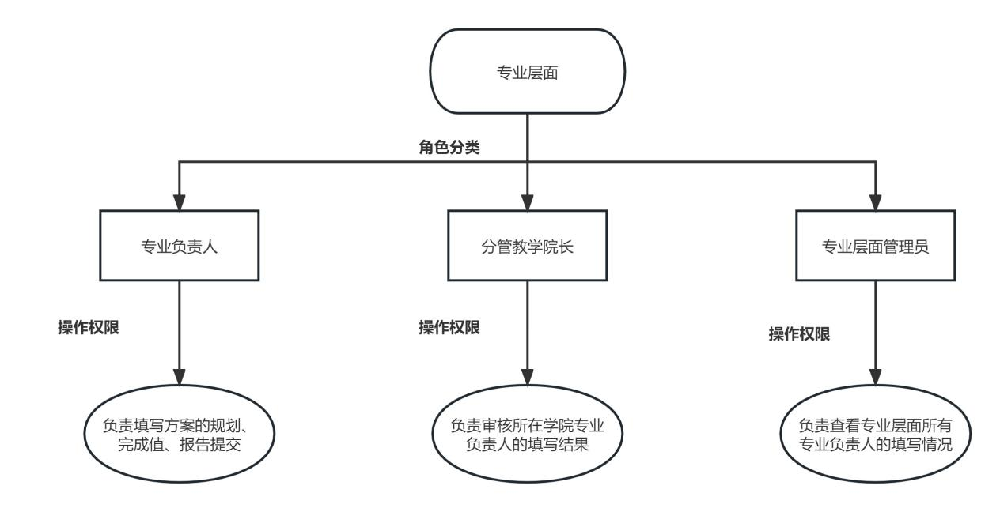 专业层面
角色分类
专业负责人
分管教学院长
专业层面管理员
操作权限
操作权限
操作权限
负责填写方案的规划、
完成值、报告提交
负责审核所在学院专业
负责人的填写结果
负责查看专业层面所有
专业负责人的填写情况